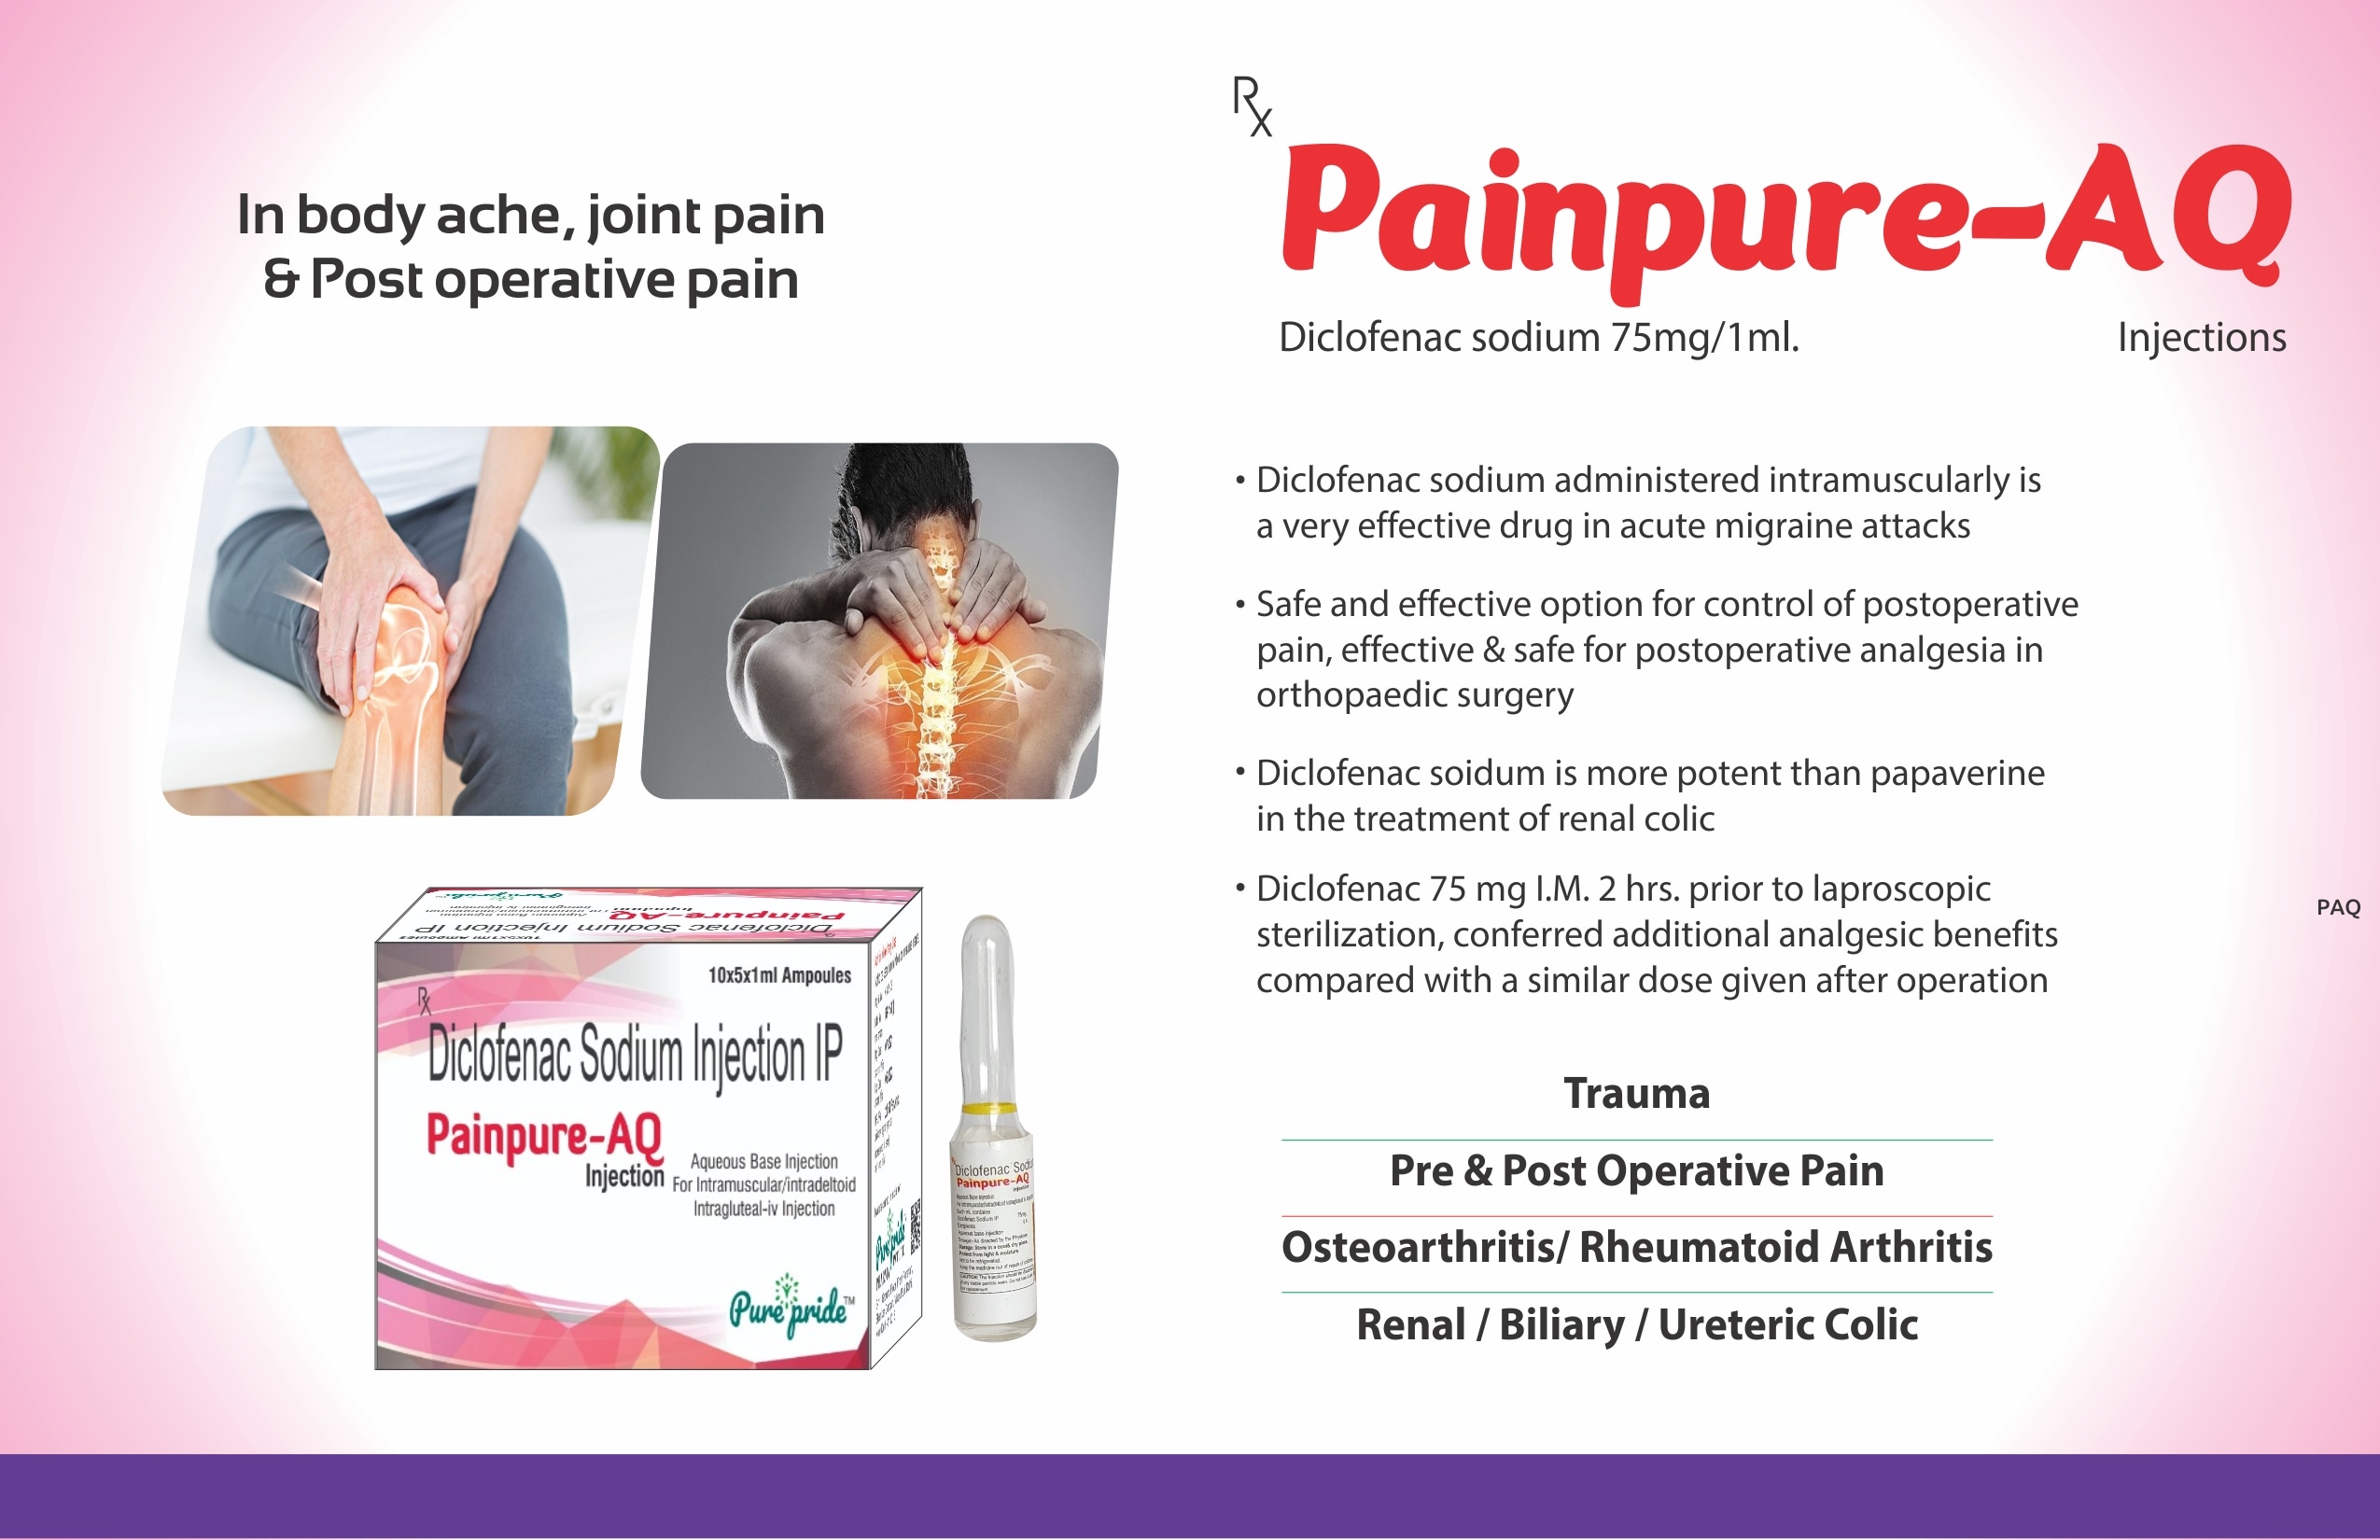 In body ache, joint pain
& Post operative pain
Rx
Painpure-AQ
Diclofenac sodium 75mg/1ml.
Injections
• Diclofenac sodium administered intramuscularly is
a very effective drug in acute migraine attacks
• Safe and effective option for control of postoperative
pain, effective & safe for postoperative analgesia in
orthopaedic surgery
• Diclofenac soidum is more potent than papaverine
in the treatment of renal colic
• Diclofenac 75 mg I.M. 2 hrs. prior to laproscopic
sterilization, conferred additional analgesic benefits
compared with a similar dose given after operation
PAQ
Trauma
Pre & Post Operative Pain
Osteoarthritis/ Rheumatoid Arthritis
Renal / Biliary / Ureteric Colic
Diclofenac Sodium Injection IP
Painpure-AQ
10x5x1ml Ampoules
Rx
Diclofenac Sodium Injection IP
Painpure-AQ
Injection
Aqueous Base Injection
For Intramuscular/intradeltoid
Intragluteal-iv Injection
Pure pride™
Pure pride
Diclofenac Sodiu
Painpure-AQ